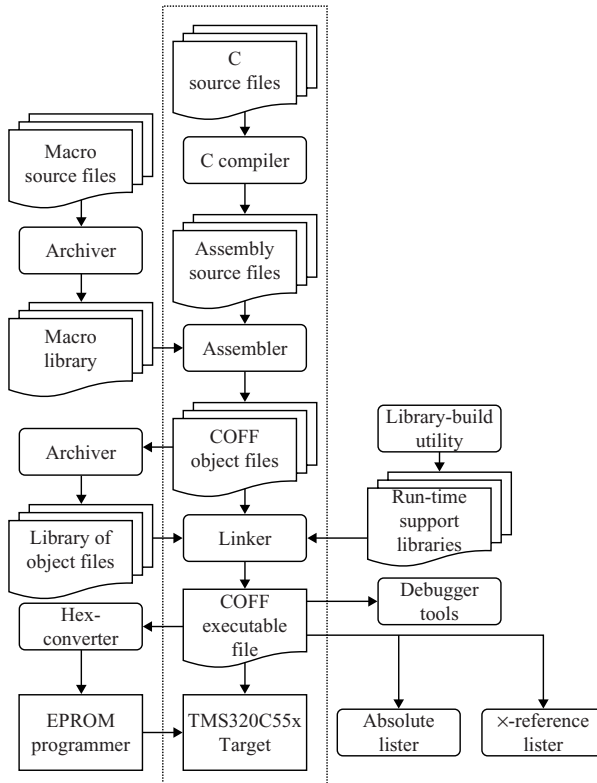 C
source files
Macro
source files
C compiler
Archiver
Assembly
source files
Macro
library
Assembler
Library-build
utility
Archiver
COFF
object files
Run-time
support
libraries
Library of
object files
Linker
Hex-
converter
COFF
executable
file
Debugger
tools
EPROM
programmer
TMS320C55x
Target
Absolute
lister
×-reference
lister